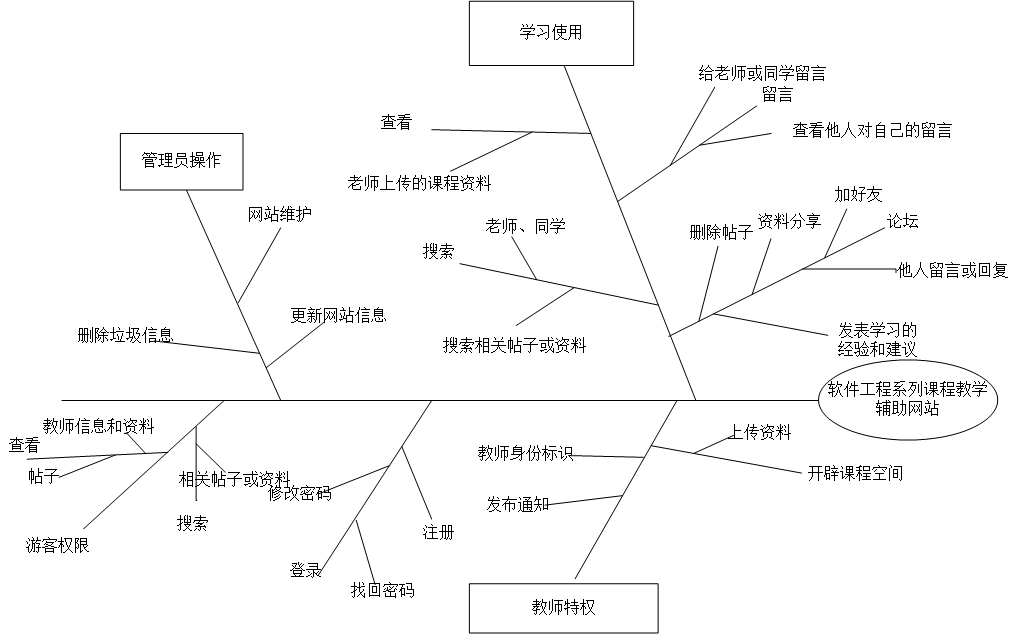 学习使用
给老师或同学留言
留言
查看
查看他人对自己的留言
管理员操作
老师上传的课程资料
加好友
网站维护
资料分享
论坛
老师、同学
删除帖子
搜索
他人留言或回复
更新网站信息
删除垃圾信息
搜索相关帖子或资料
发表学习的
经验和建议
软件工程系列课程教学
辅助网站
教师信息和资料
上传资料
查看
教师身份标识
帖子
相关帖子或资料
开辟课程空间
修改密码
发布通知
搜索
注册
游客权限
登录
找回密码
教师特权